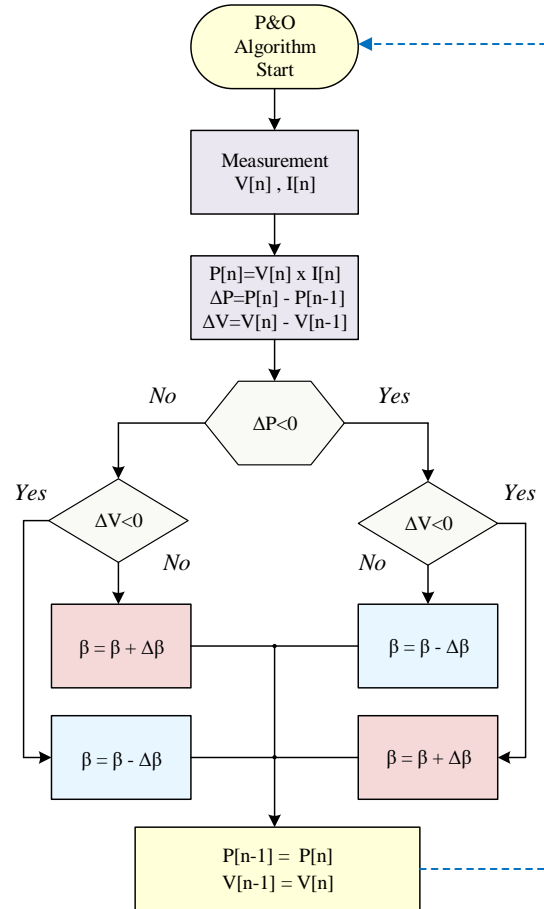 P&O
Algorithm
Start
Measurement
V[n] , I[n]
P[n]=V[n] x I[n]
ΔP=P[n] - P[n-1]
ΔV=V[n] - V[n-1]
No
Yes
ΔP<0
Yes
Yes
ΔV<0
ΔV<0
No
No
β = β + Δβ
β = β - Δβ
β = β - Δβ
β = β + Δβ
P[n-1] = P[n]
V[n-1] = V[n]